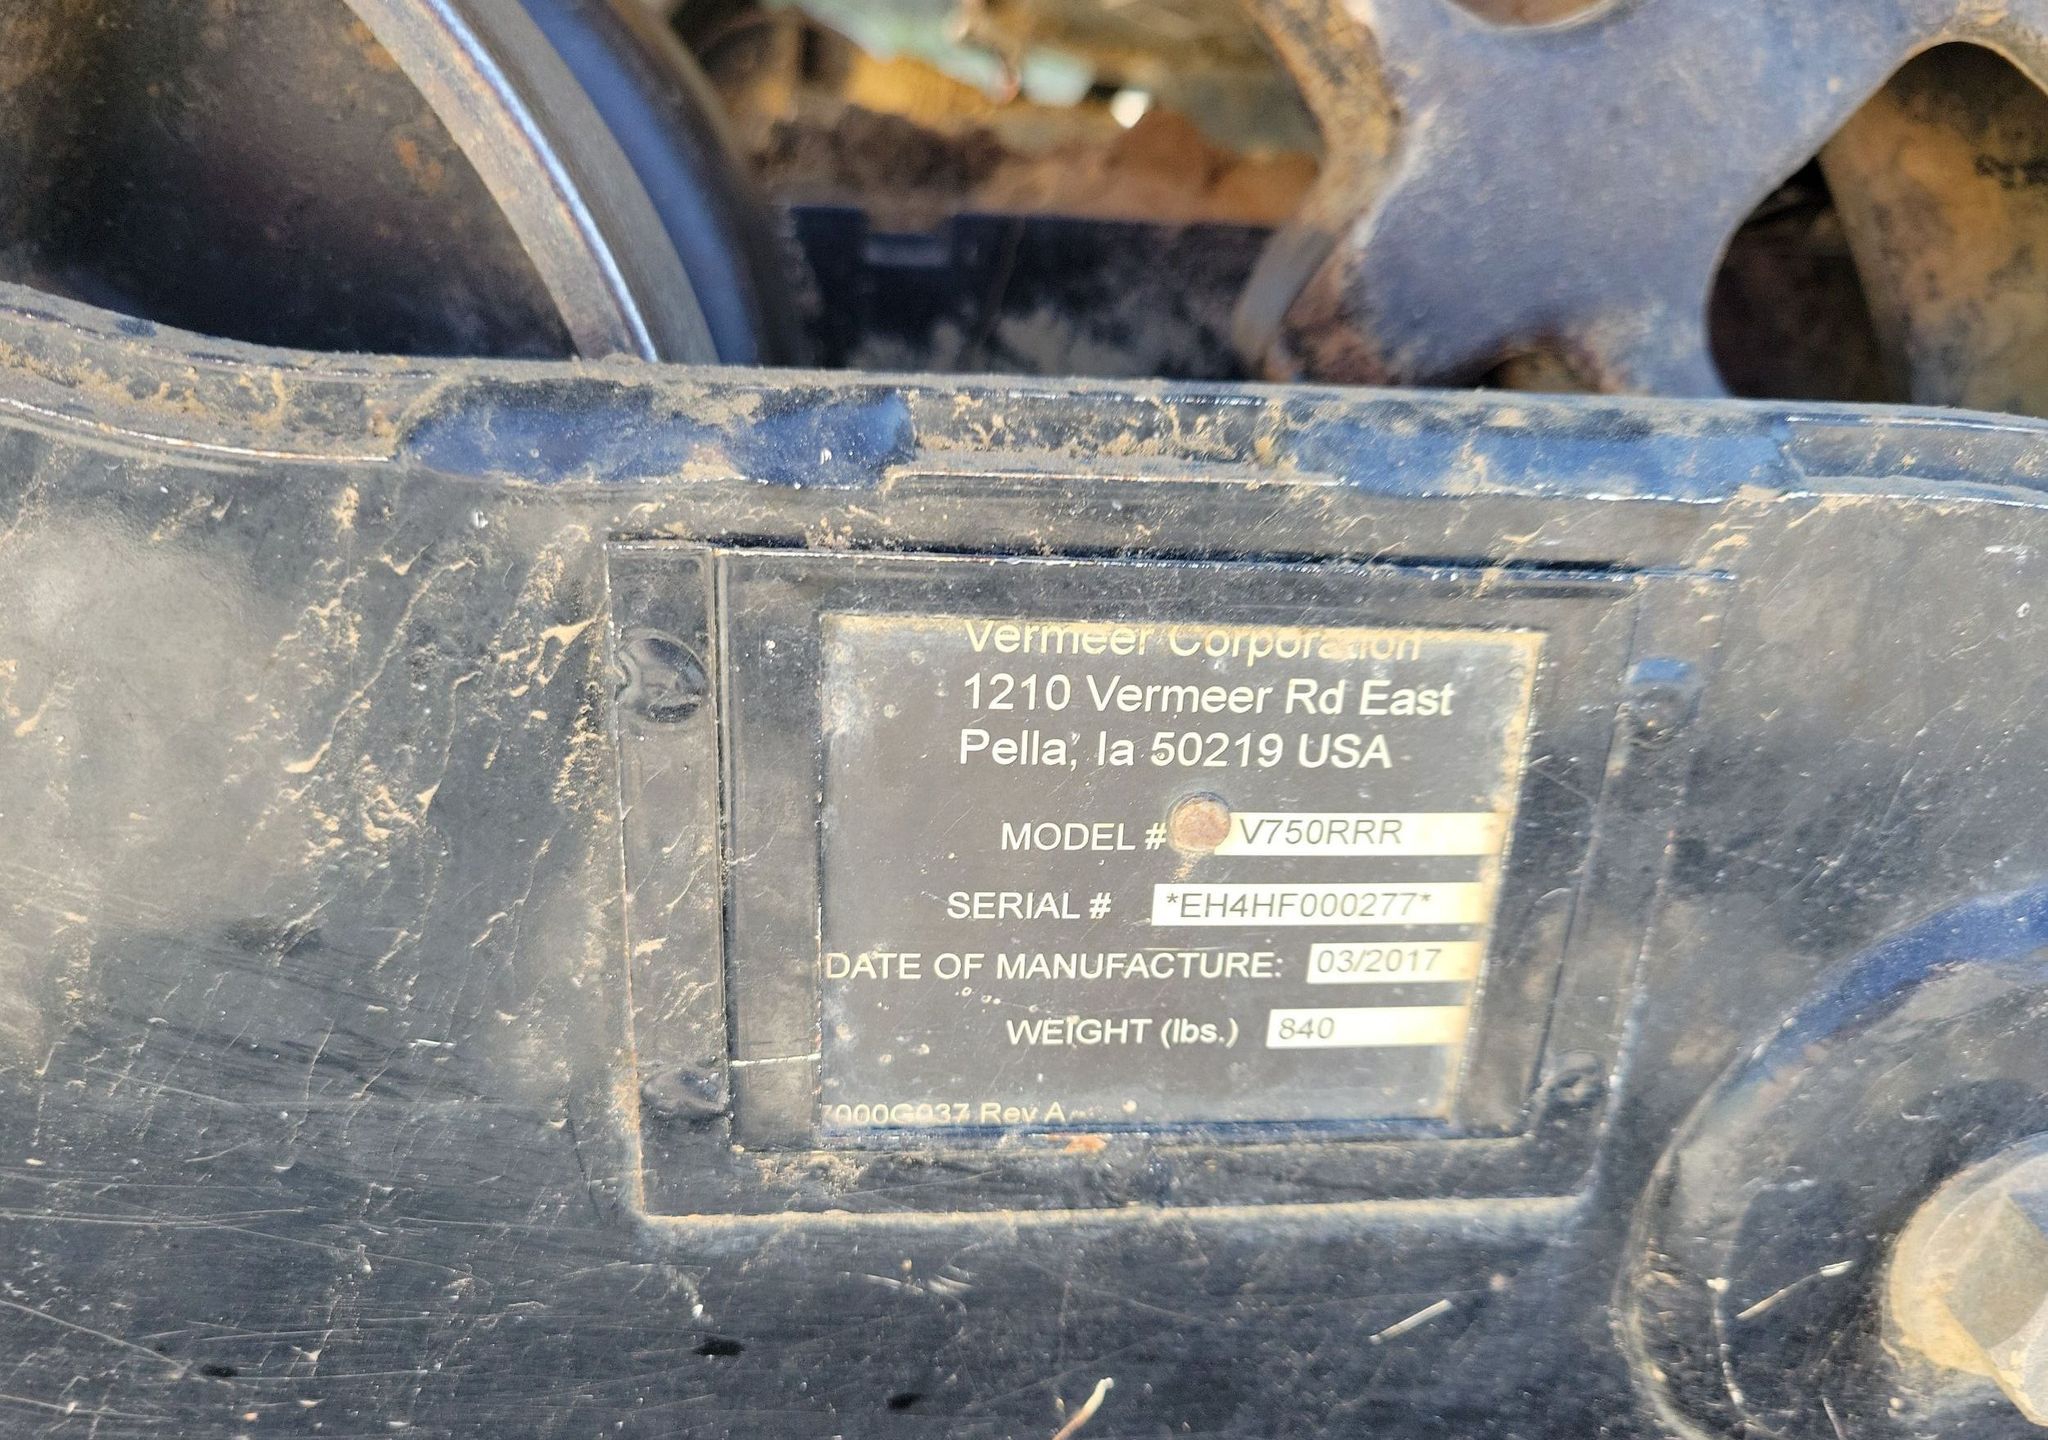 Vermeer Corporation
1210 Vermeer Rd East
Pella, Ia 50219 USA
MODEL # V750RRR
SERIAL # *EH4HF000277*
DATE OF MANUFACTURE: 03/2017
WEIGHT (lbs.) 840
7000G037 Rev A